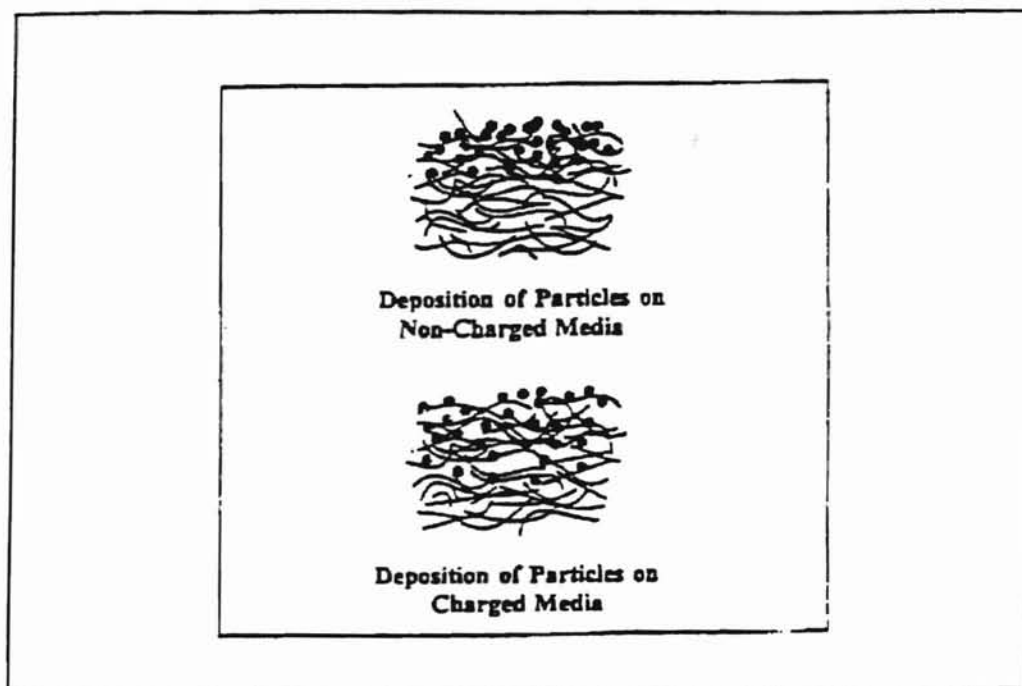 Deposition of Particles on
Non-Charged Media
Deposition of Particles on
Charged Media